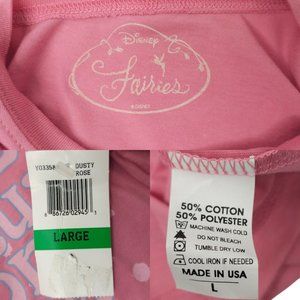 Disney
Fairies
©DISNEY
DUSTY
ROSE
LARGE
50% COTTON
50% POLYESTER
MACHINE WASH COLD
DO NOT BLEACH
TUMBLE DRY LOW
COOL IRON IF NEEDED
MADE IN USA
L